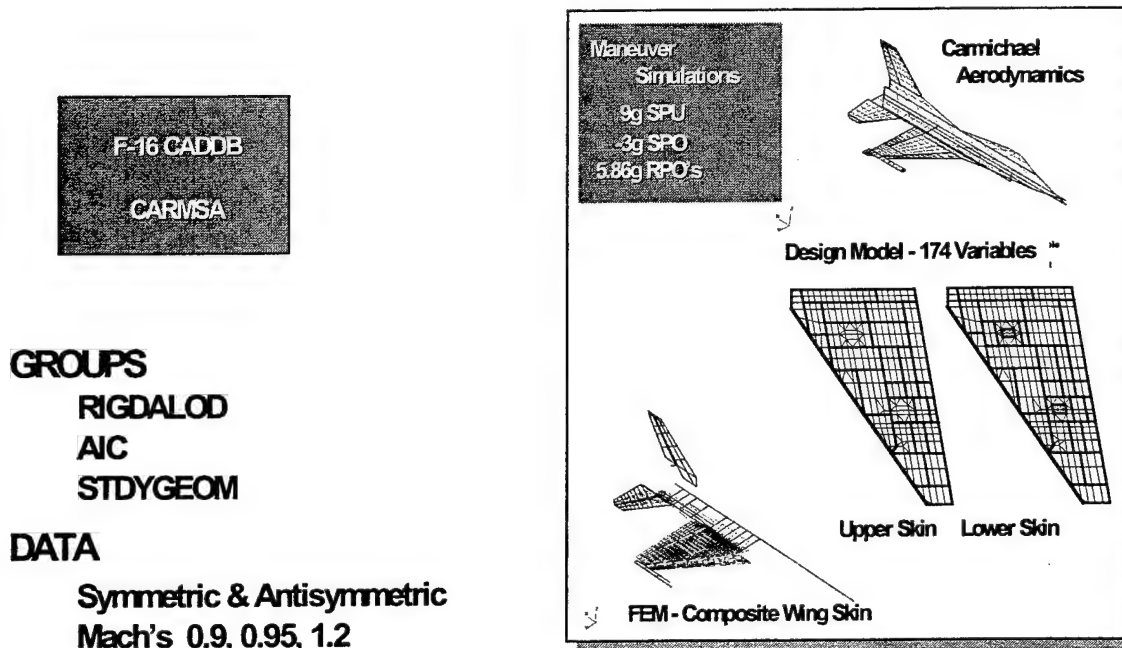 F-16 CADDB
CARMSA
GROUPS
RIGDALOD
AIC
STDYGEOM
DATA
Symmetric & Antisymmetric
Mach's 0.9, 0.95, 1.2
Maneuver
Simulations
9g SPU
-3g SPO
5.86g RPO's
Carmichael
Aerodynamics
Design Model - 174 Variables
Upper Skin Lower Skin
FEM - Composite Wing Skin